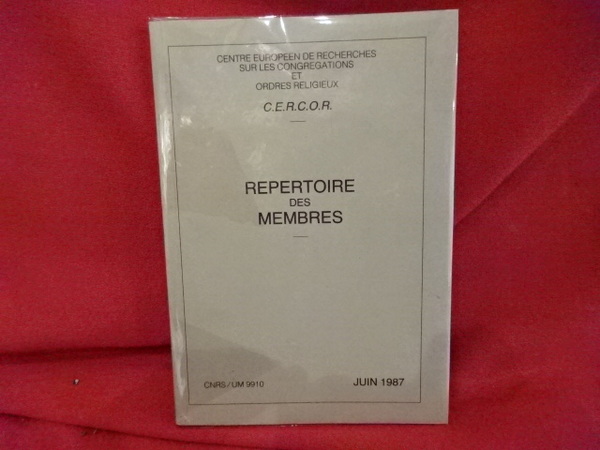 CENTRE EUROPEEN DE RECHERCHES
SUR LES CONGREGATIONS
ET
ORDRES RELIGIEUX
C.E.R.C.O.R.
REPERTOIRE
DES
MEMBRES
CNRS/UM 9910
JUIN 1987